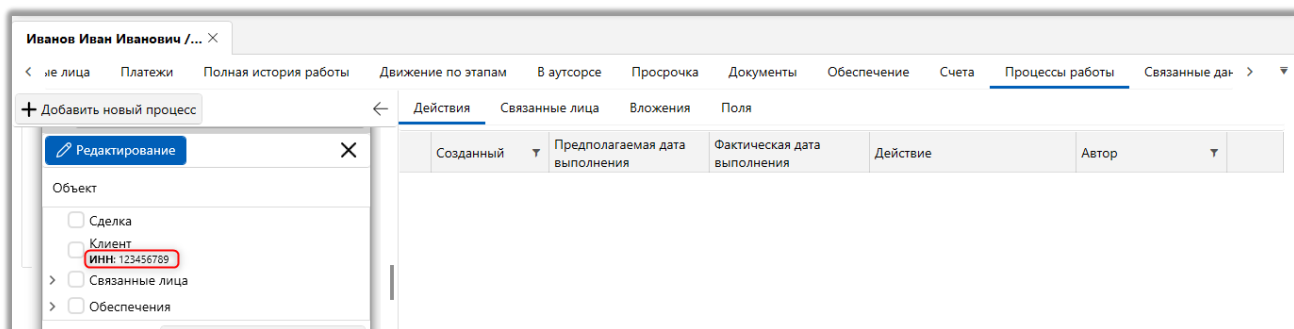 Иванов Иван Иванович /...
ые лица Платежи Полная история работы Движение по этапам В аутсорсе Просрочка Документы Обеспечение Счета Процессы работы Связанные дан
Добавить новый процесс
Действия Связанные лица Вложения Поля
Редактирование
Созданный Предполагаемая дата выполнения Фактическая дата выполнения Действие Автор
Объект
Сделка
Клиент
ИНН: 123456789
Связанные лица
Обеспечения